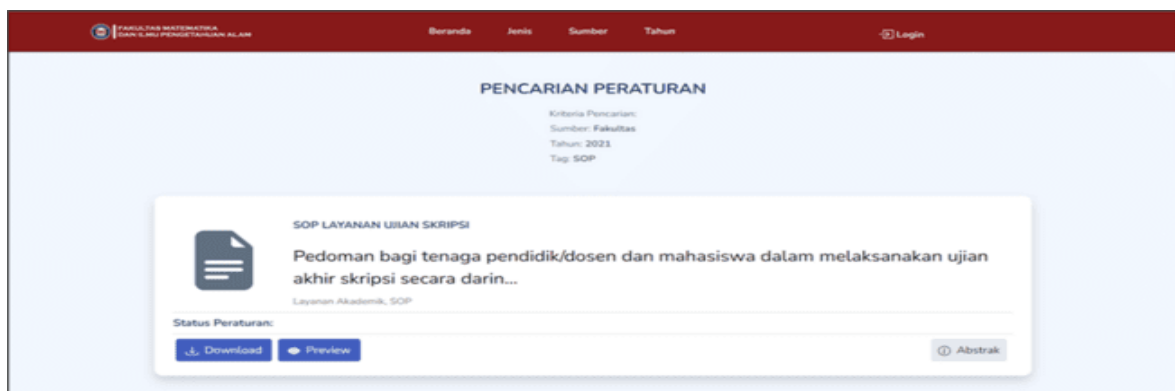 FAKULTAS MATEMATIKA
DAN ILMU PENGETAHUAN ALAM
Beranda Jenis Sumber Tahun Login
PENCARIAN PERATURAN
Kriteria Pencarian:
Sumber: Fakultas
Tahun: 2021
Tag: SOP
SOP LAYANAN UJIAN SKRIPSI
Pedoman bagi tenaga pendidik/dosen dan mahasiswa dalam melaksanakan ujian
akhir skripsi secara darin...
Layanan Akademik, SOP
Status Peraturan:
Download Preview Abstrak